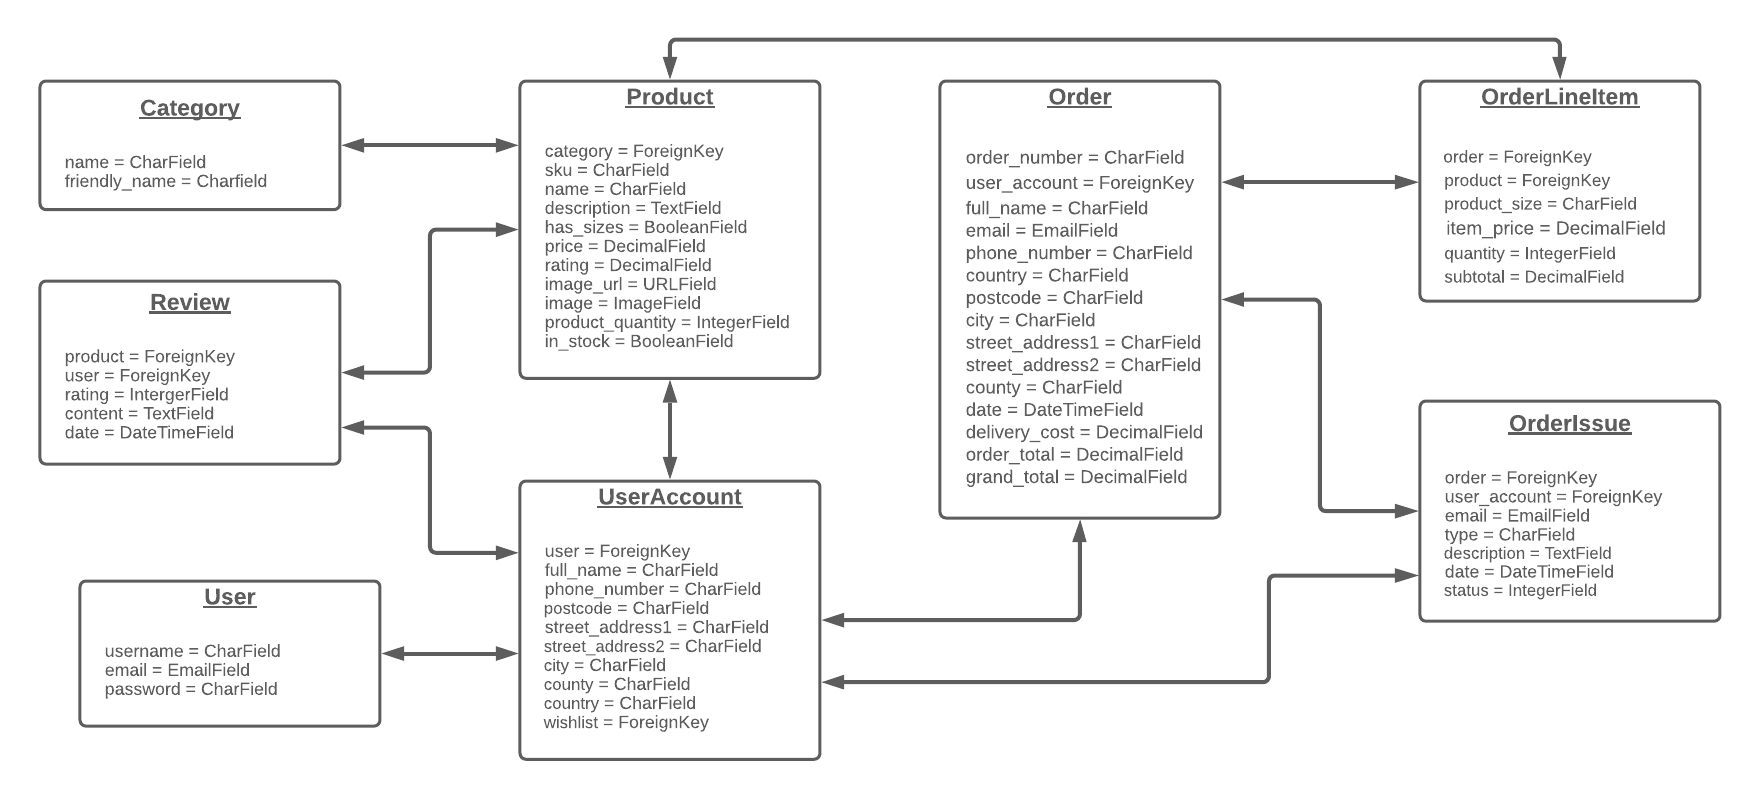 Category
name = CharField
friendly_name = Charfield
Product
category = ForeignKey
sku = CharField
name = CharField
description = TextField
has_sizes = BooleanField
price = DecimalField
rating = DecimalField
image_url = URLField
image = ImageField
product_quantity = IntegerField
in_stock = BooleanField
Order
order_number = CharField
user_account = ForeignKey
full_name = CharField
email = EmailField
phone_number = CharField
country = CharField
postcode = CharField
city = CharField
street_address1 = CharField
street_address2 = CharField
county = CharField
date = DateTimeField
delivery_cost = DecimalField
order_total = DecimalField
grand_total = DecimalField
OrderLineItem
order = ForeignKey
product = ForeignKey
product_size = CharField
item_price = DecimalField
quantity = IntegerField
subtotal = DecimalField
Review
product = ForeignKey
user = ForeignKey
rating = IntergerField
content = TextField
date = DateTimeField
OrderIssue
order = ForeignKey
user_account = ForeignKey
email = EmailField
type = CharField
description = TextField
date = DateTimeField
status = IntegerField
UserAccount
user = ForeignKey
full_name = CharField
phone_number = CharField
postcode = CharField
street_address1 = CharField
street_address2 = CharField
city = CharField
county = CharField
country = CharField
wishlist = ForeignKey
User
username = CharField
email = EmailField
password = CharField